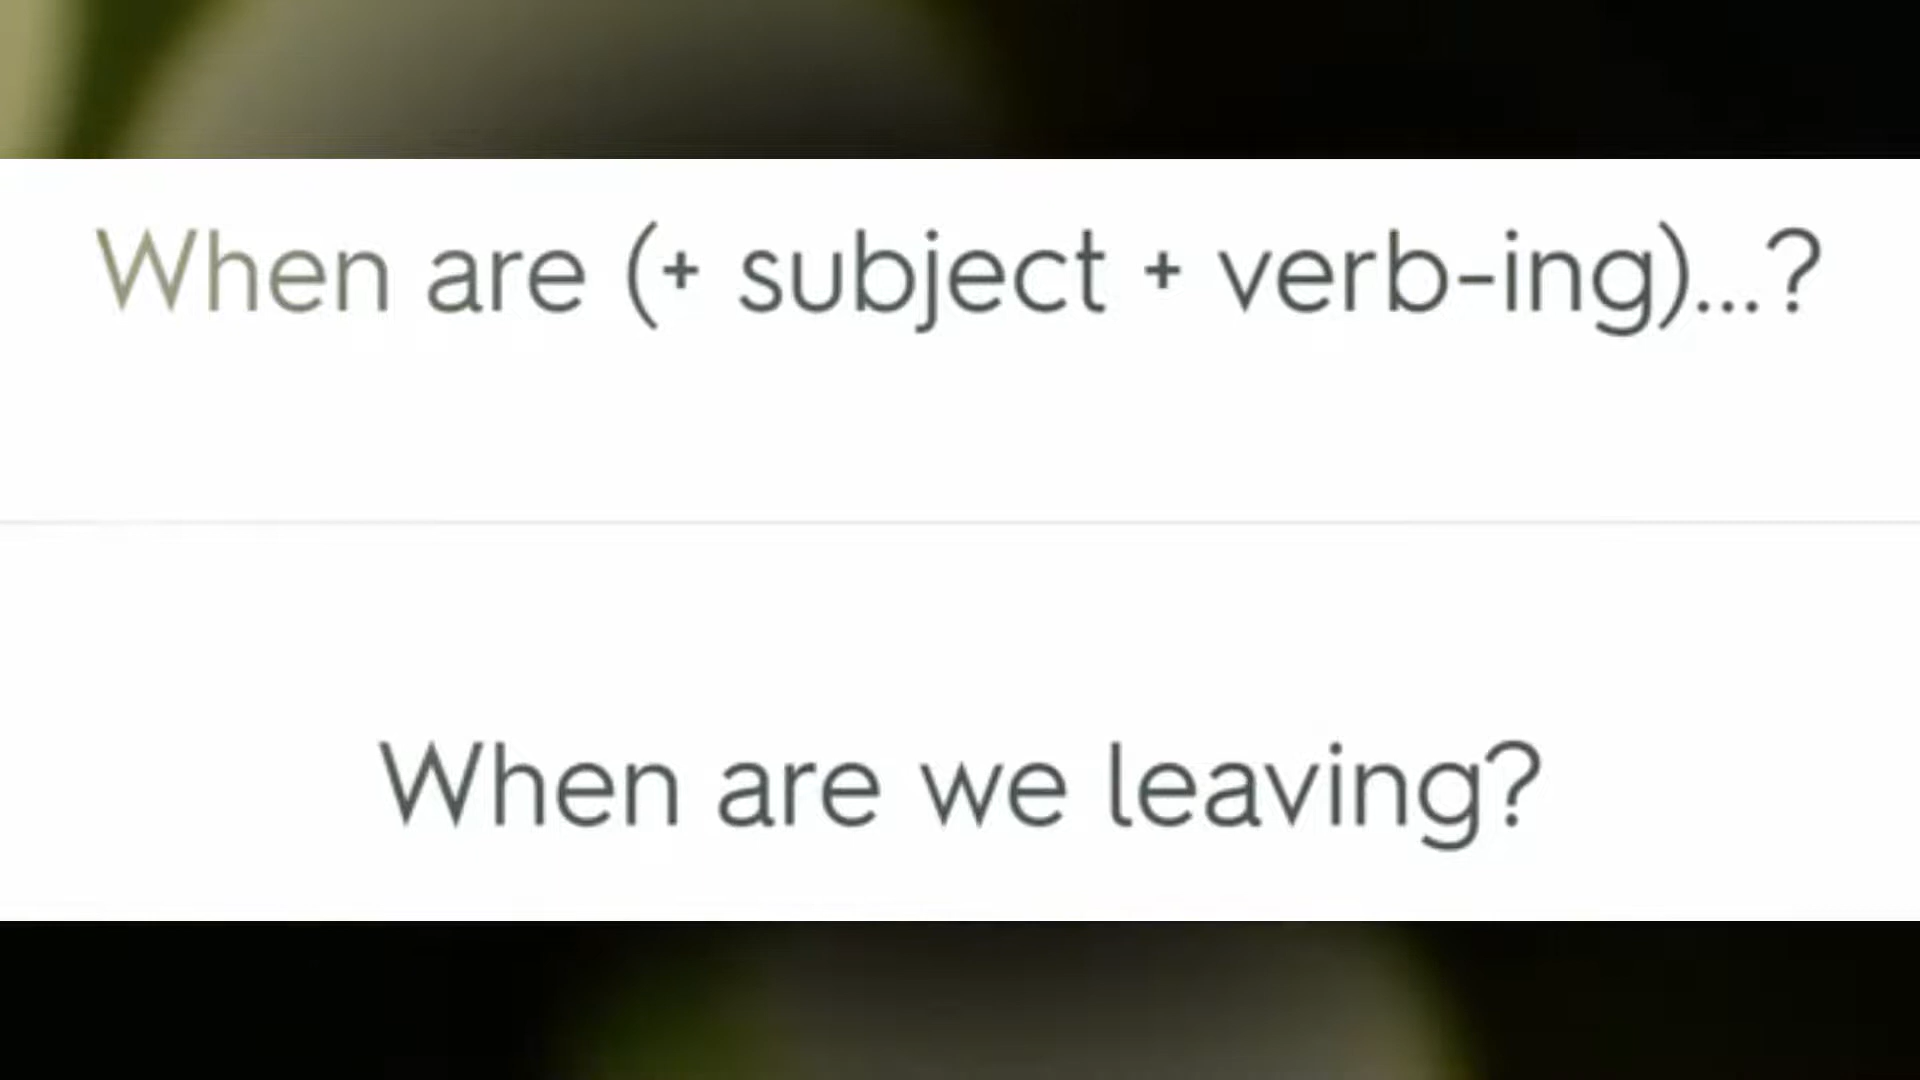 When are (+ subject + verb-ing)...?
When are we leaving?